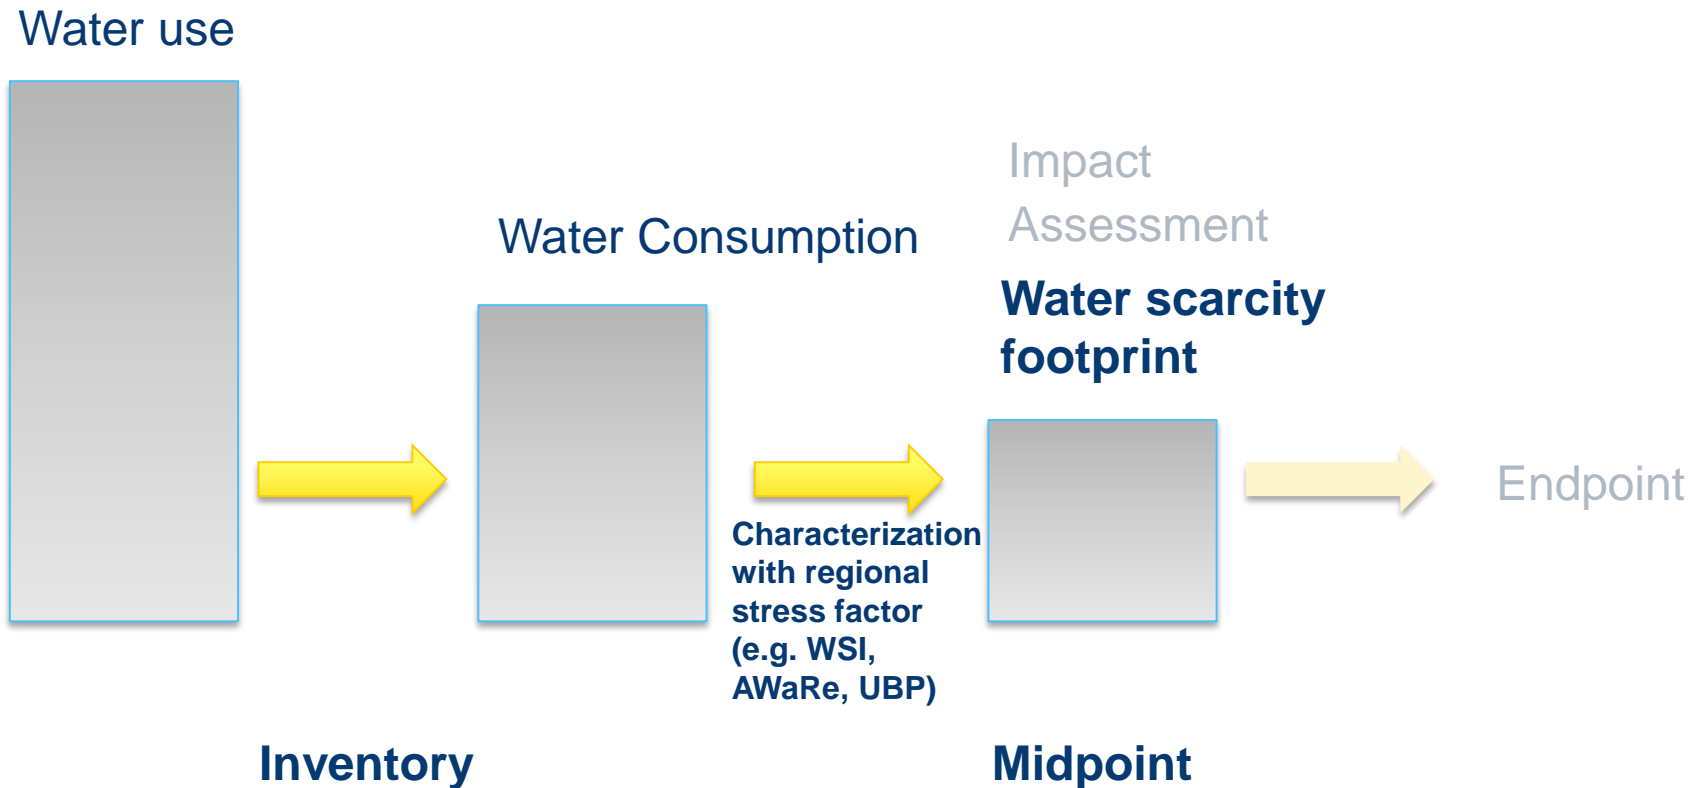 Water use
Water Consumption
Impact
Assessment
Water scarcity
footprint
Characterization
with regional
stress factor
(e.g. WSI,
AWaRe, UBP)
Endpoint
Inventory
Midpoint